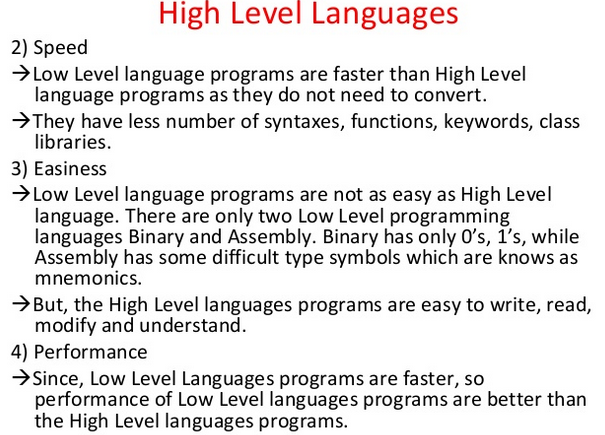 High Level Languages
2) Speed
→Low Level language programs are faster than High Level
language programs as they do not need to convert.
→They have less number of syntaxes, functions, keywords, class
libraries.
3) Easiness
→Low Level language programs are not as easy as High Level
language. There are only two Low Level programming
languages Binary and Assembly. Binary has only 0's, 1's, while
Assembly has some difficult type symbols which are knows as
mnemonics.
→But, the High Level languages programs are easy to write, read,
modify and understand.
4) Performance
→Since, Low Level Languages programs are faster, so
performance of Low Level languages programs are better than
the High Level languages programs.